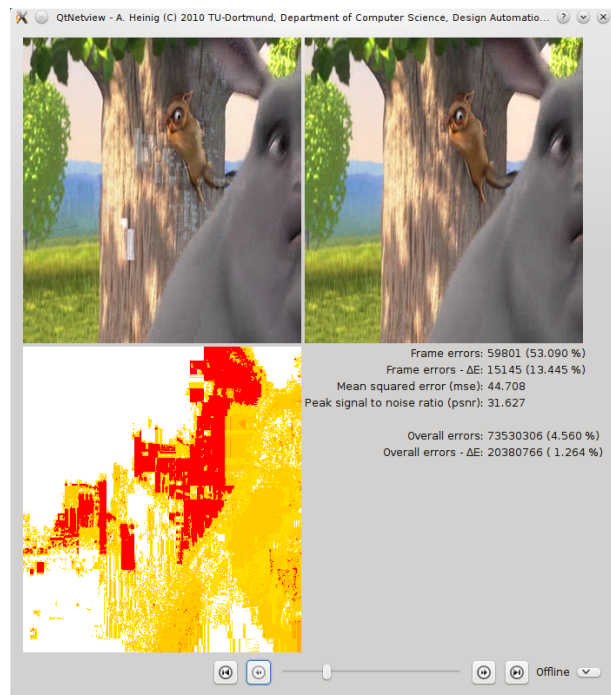 QtNetview - A. Heinig (C) 2010 TU-Dortmund, Department of Computer Science, Design Automatio...
Frame errors: 59801 (53.090 %)
Frame errors - ΔE: 15145 (13.445 %)
Mean squared error (mse): 44.708
Peak signal to noise ratio (psnr): 31.627
Overall errors: 73530306 (4.560 %)
Overall errors - ΔE: 20380766 ( 1.264 %)
Offline